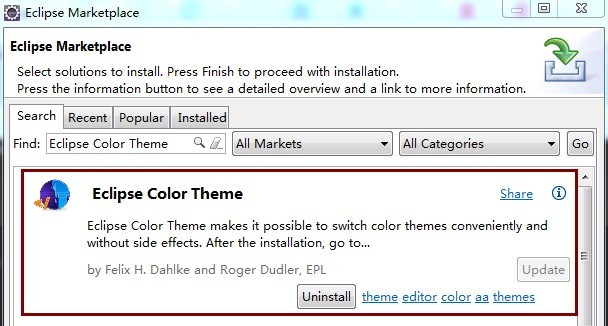 Eclipse Marketplace
Eclipse Marketplace
Select solutions to install. Press Finish to proceed with installation.
Press the information button to see a detailed overview and a link to more information.
Search Recent Popular Installed
Find: Eclipse Color Theme All Markets All Categories Go
Eclipse Color Theme Share
Eclipse Color Theme makes it possible to switch color themes conveniently and
without side effects. After the installation, go to...
by Felix H. Dahlke and Roger Dudler, EPL Update
Uninstall theme editor color aa themes